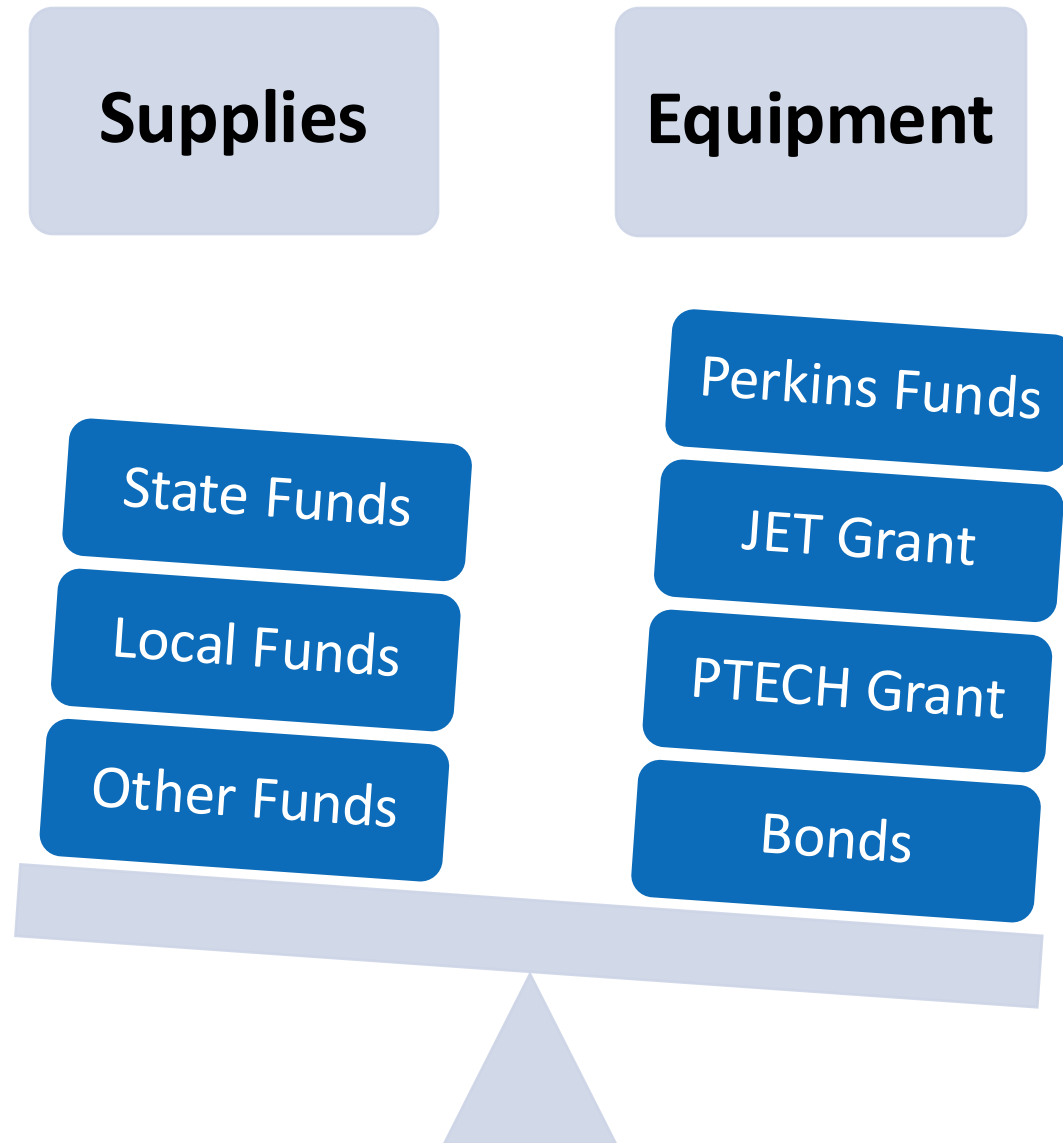 Supplies
Equipment
State Funds
Local Funds
Other Funds
Perkins Funds
JET Grant
PTECH Grant
Bonds